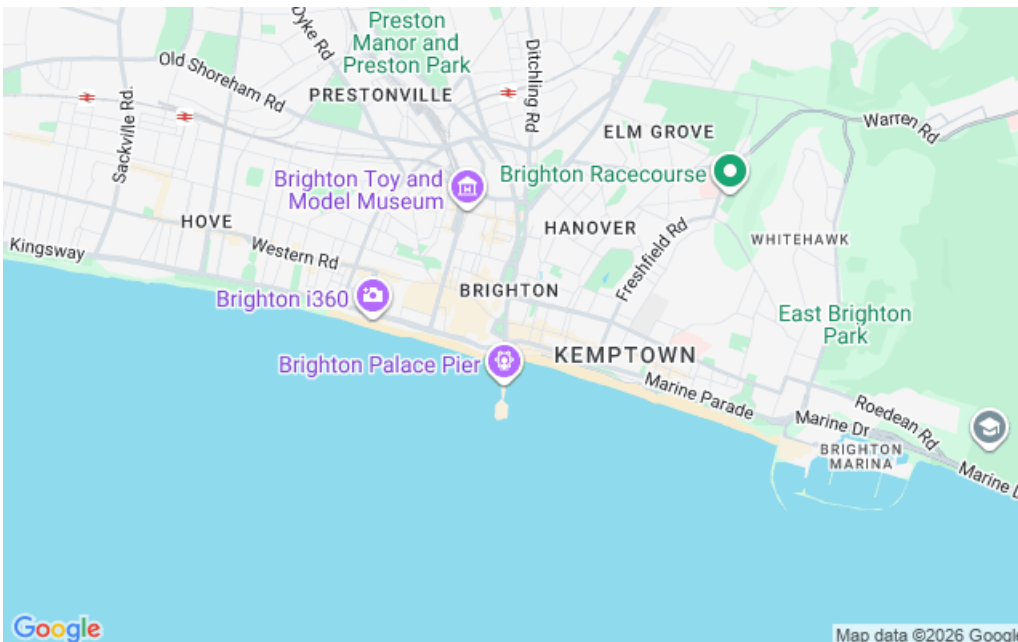 Preston
Manor and
Preston Park
Dyke Rd
Ditchling Rd
Old Shoreham Rd
PRESTONVILLE
Sackville Rd.
ELM GROVE
Warren Rd
Brighton Toy and
Model Museum
Brighton Racecourse
HOVE
HANOVER
WHITEHAWK
Kingsway
Western Rd
Freshfield Rd
Brighton i360
BRIGHTON
East Brighton
Park
Brighton Palace Pier
KEMPTOWN
Marine Parade
Roedean Rd
Marine Dr
BRIGHTON
MARINA
Marine D
Google
Map data ©2026 Google